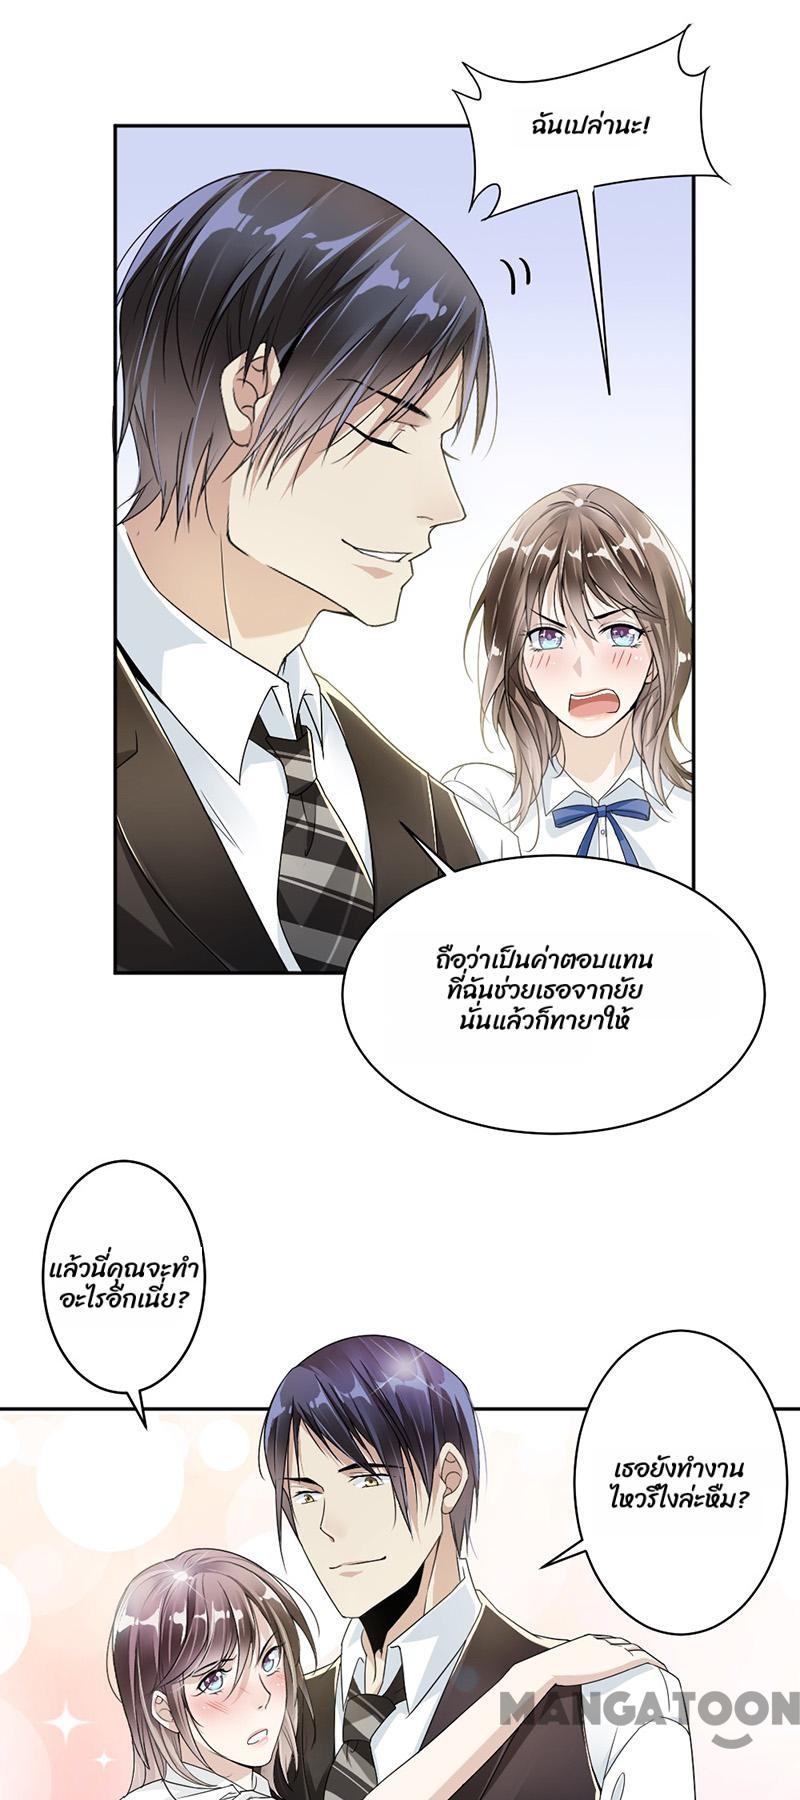 ฉันเปล่านะ!
ถือว่าเป็นค่าตอบแทน
ที่ฉันช่วยเธอจากยัย
นั่นแล้วก็ทายาให้
แล้วนี่คุณจะทำ
อะไรอีกเนี่ย?
เธอยังทำงาน
ไหวรึไงล่ะหืม?
MANGATOON